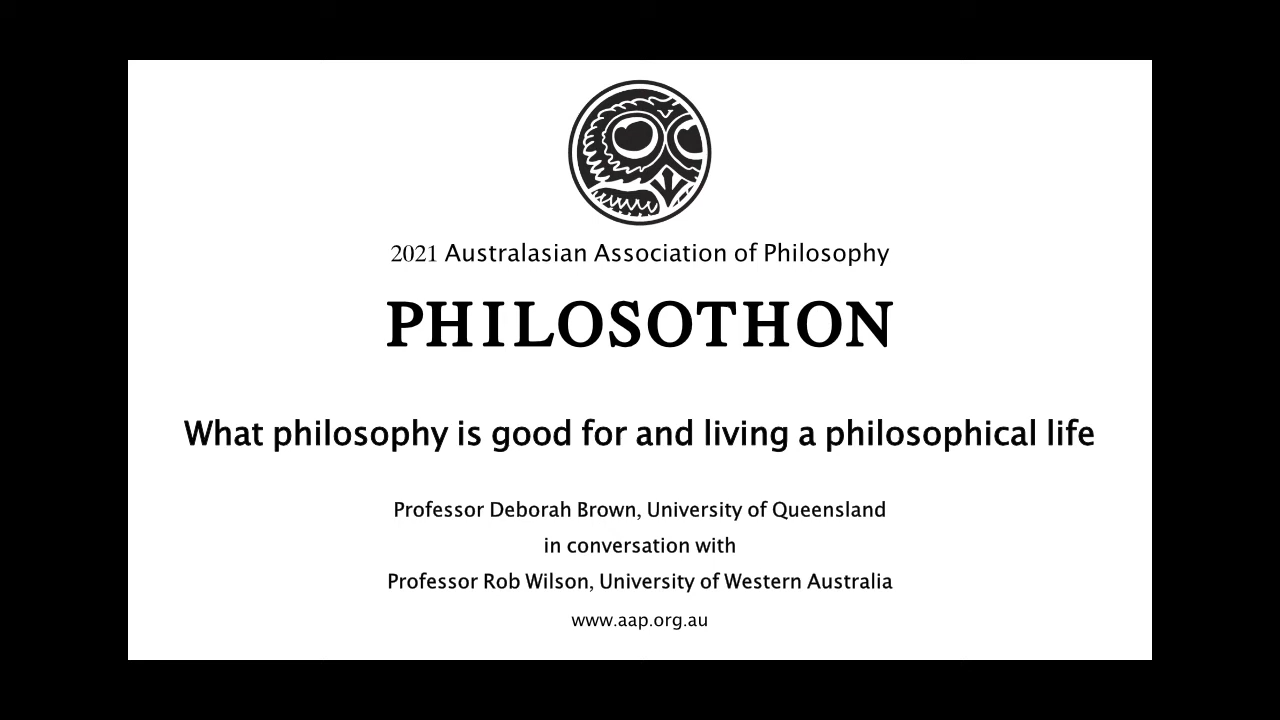 2021 Australasian Association of Philosophy
PHILOSOTHON
What philosophy is good for and living a philosophical life
Professor Deborah Brown, University of Queensland
in conversation with
Professor Rob Wilson, University of Western Australia
www.aap.org.au